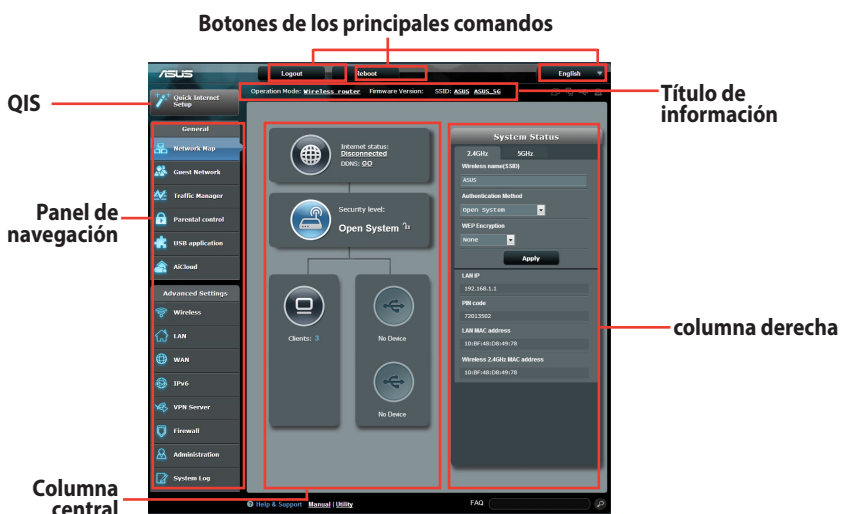 Botones de los principales comandos
/SUS
Logout
Reboot
English
QIS
Quick Internet
Setup
Operation Mode: Wireless router Firmware Version: SSID: ASUS ASUS_5G
Título de
información
General
Network Map
Guest Network
Traffic Manager
Parental control
USB application
AiCloud
Panel de
navegación
Advanced Settings
Wireless
LAN
WAN
IPv6
VPN Server
Firewall
Administration
System Log
Internet status:
Disconnected
DDNS: GO
Security level:
Open System
Clients: 3
No Device
No Device
System Status
2.4GHz 5GHz
Wireless name(SSID)
ASUS
Authentication Method
Open System
WEP Encryption
None
Apply
LAN IP
192.168.1.1
PIN code
72013502
LAN MAC address
10:BF:48:D8:49:78
Wireless 2.4GHz MAC address
10:BF:48:D8:49:78
columna derecha
Columna
central
Help & Support Manual | Utility
FAQ